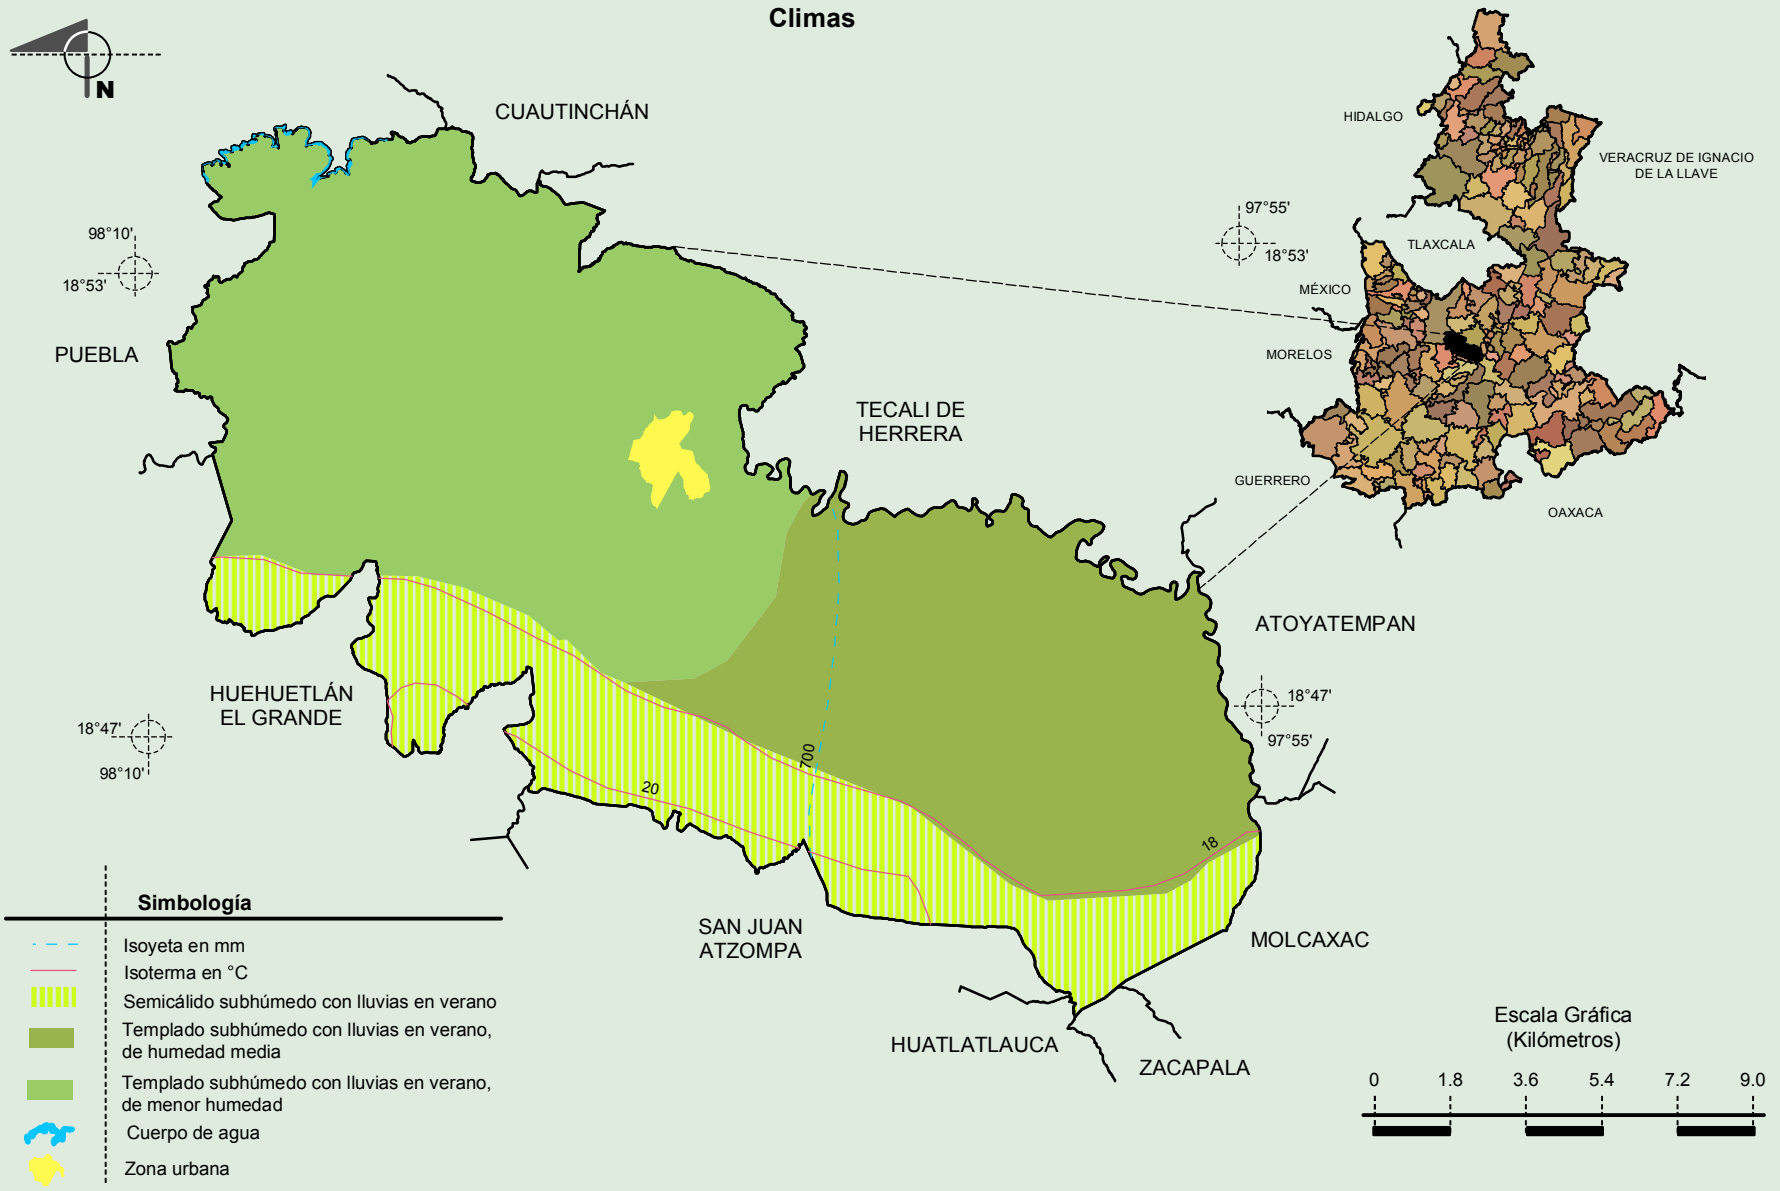 Climas
N
CUAUTINCHÁN
HIDALGO
VERACRUZ DE IGNACIO
DE LA LLAVE
97°55'
18°53'
TLAXCALA
98°10'
18°53'
MÉXICO
PUEBLA
MORELOS
TECALI DE
HERRERA
GUERRERO
OAXACA
ATOYATEMPAN
HUEHUETLÁN
EL GRANDE
18°47'
97°55'
18°47'
98°10'
700
20
18
SAN JUAN
ATZOMPA
MOLCAXAC
HUATLATLAUCA
ZACAPALA
Simbología
Isoyeta en mm
Isoterma en °C
Semicálido subhúmedo con lluvias en verano
Templado subhúmedo con lluvias en verano,
de humedad media
Templado subhúmedo con lluvias en verano,
de menor humedad
Cuerpo de agua
Zona urbana
Escala Gráfica
(Kilómetros)
0 1.8 3.6 5.4 7.2 9.0